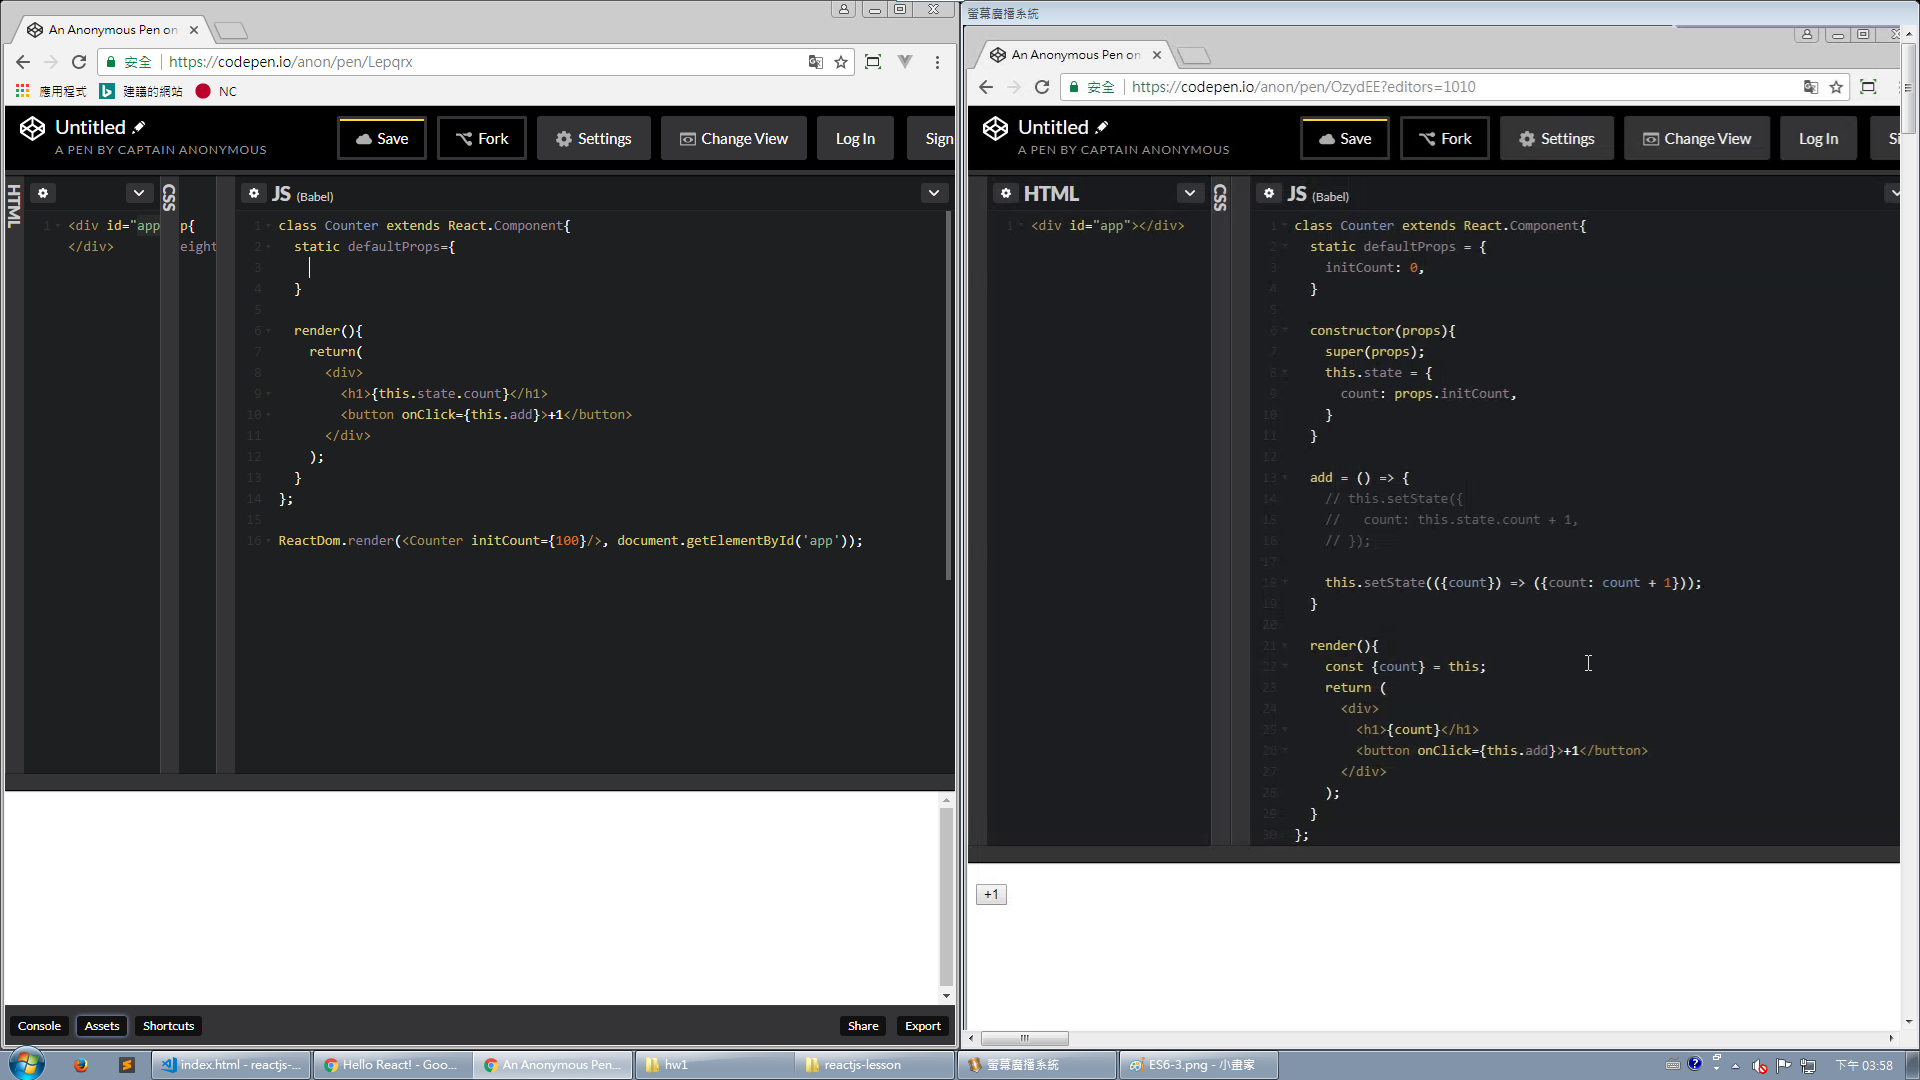 An Anonymous Pen on
安全
https://codepen.io/anon/pen/Lepqrx
應用程式
建議的網站
NC
Untitled
A PEN BY CAPTAIN ANONYMOUS
Save
Fork
Settings
Change View
Log In
Sign
HTML
1
<div id="app
</div>
CSS
p{
eight
JS (Babel)
1 class Counter extends React.Component{
2 static defaultProps={
3
4 }
5
6 render(){
7 return(
8 <div>
9 <h1>{this.state.count}</h1>
10 <button onClick={this.add}>+1</button>
11 </div>
12 );
13 }
14 };
15
16 ReactDom.render(<Counter initCount={100}/>, document.getElementById('app'));
Console
Assets
Shortcuts
Share
Export
螢幕廣播系統
An Anonymous Pen on
安全
https://codepen.io/anon/pen/OzydEE?editors=1010
Untitled
A PEN BY CAPTAIN ANONYMOUS
Save
Fork
Settings
Change View
Log In
Si
HTML
1 <div id="app"></div>
CSS
JS (Babel)
1 class Counter extends React.Component{
2 static defaultProps = {
3 initCount: 0,
4 }
5
6 constructor(props){
7 super(props);
8 this.state = {
9 count: props.initCount,
10 }
11 }
12
13 add = () => {
14 // this.setState({
15 // count: this.state.count + 1,
16 // });
17
18 this.setState(({count}) => ({count: count + 1}));
19 }
20
21 render(){
22 const {count} = this;
23 return (
24 <div>
25 <h1>{count}</h1>
26 <button onClick={this.add}>+1</button>
27 </div>
28 );
29 }
30 };
+1
index.html - reactjs-...
Hello React! - Goo...
An Anonymous Pen...
hw1
reactjs-lesson
螢幕廣播系統
ES6-3.png - 小畫家
下午 03:58